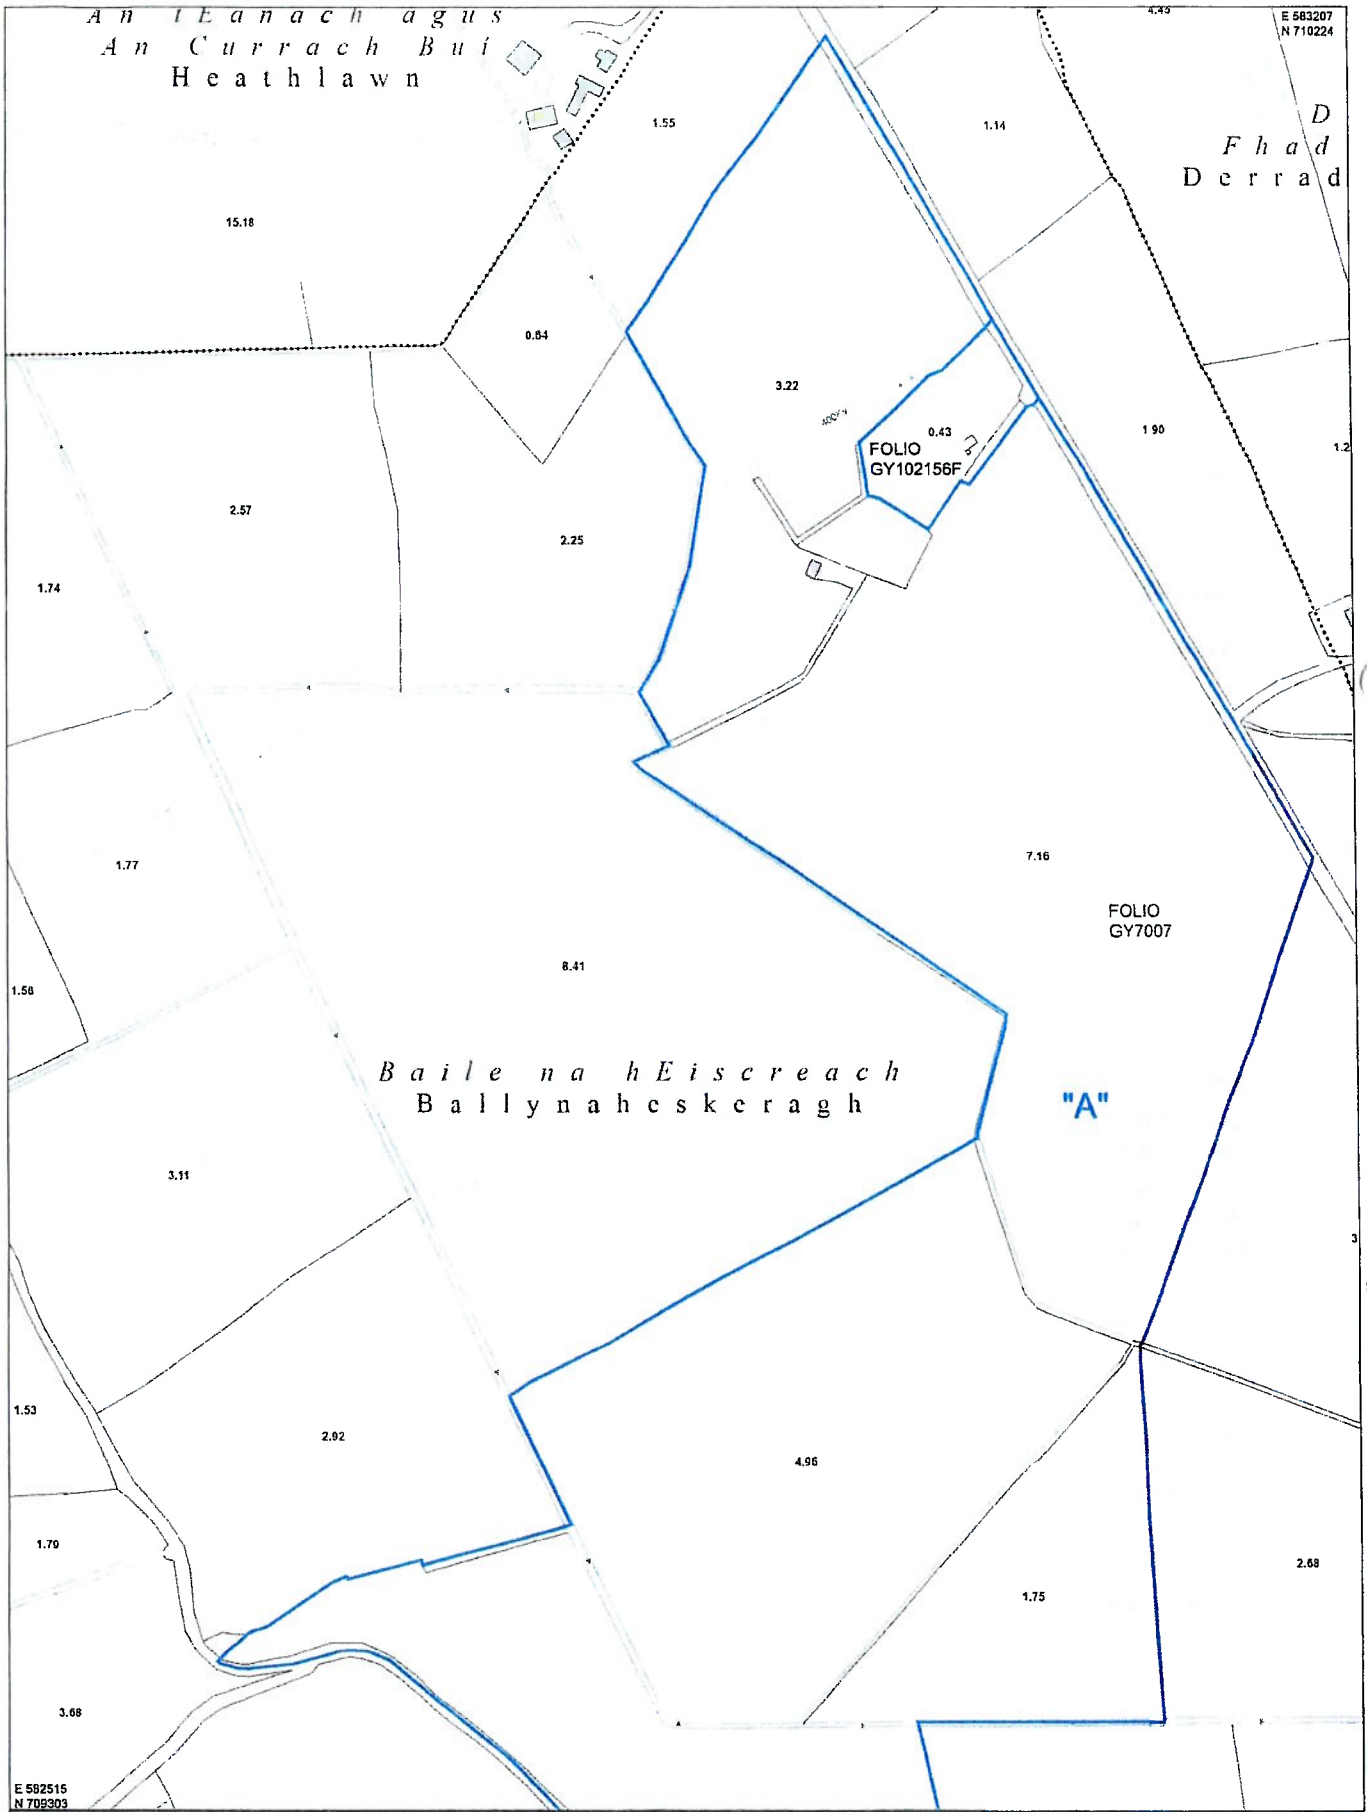 An tEanach agus
An Currach Buí
Heathlawn
4.45
E 583207
N 710224
1.55
1.14
D
Fhad
Derrad
15.18
0.84
3.22
0.43
FOLIO
GY102156F
1.90
1.2
2.57
2.25
1.74
1.77
7.16
FOLIO
GY7007
8.41
1.56
Baile na hEiscreach
Ballynaheskeragh
"A"
3.11
3
1.53
2.92
4.96
1.79
2.68
1.75
3.68
E 582515
N 709303